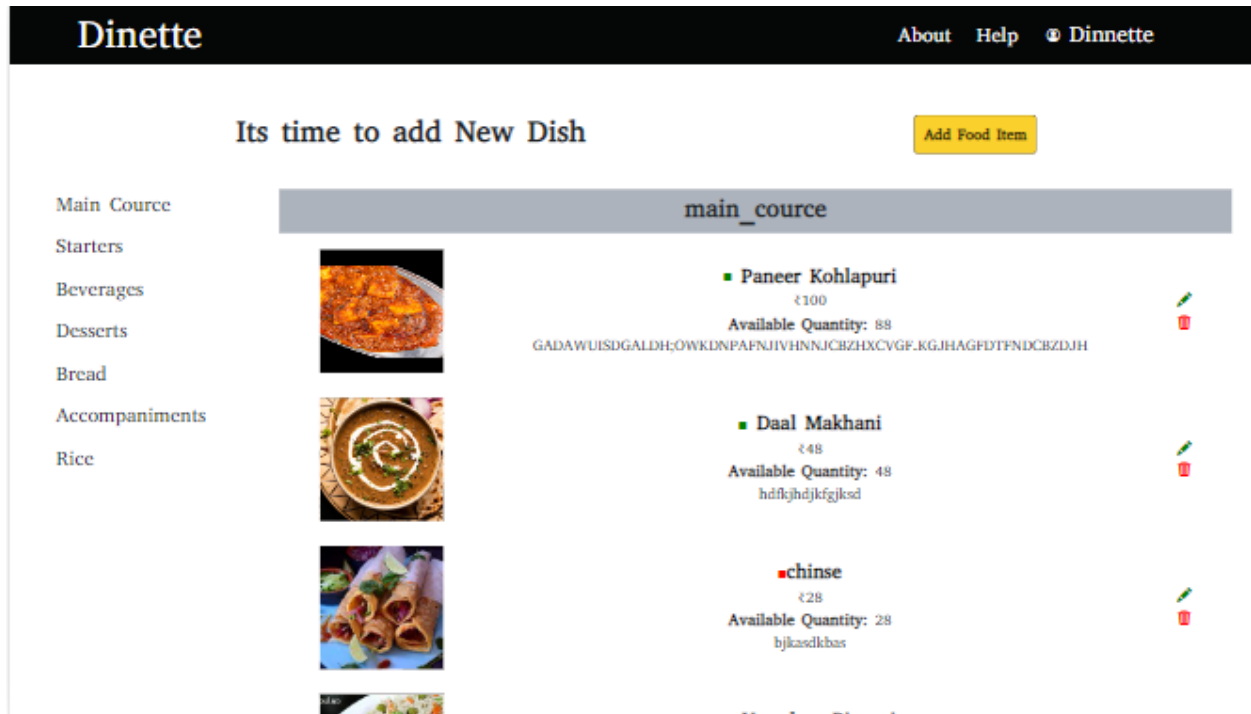 Dinette
About Help Dinnette
Its time to add New Dish
Add Food Item
Main Cource
Starters
Beverages
Desserts
Bread
Accompaniments
Rice
main_cource
Paneer Kohlapuri
₹100
Available Quantity: 88
GADAWUISDGALDH;OWKDNPAFNJIVHNNJCBZHXCVGF.KGJHAGFDTFNDCBZDJH
Daal Makhani
₹48
Available Quantity: 48
hdfkjhdjkfgjksd
chinse
₹28
Available Quantity: 28
bjkasdkbas